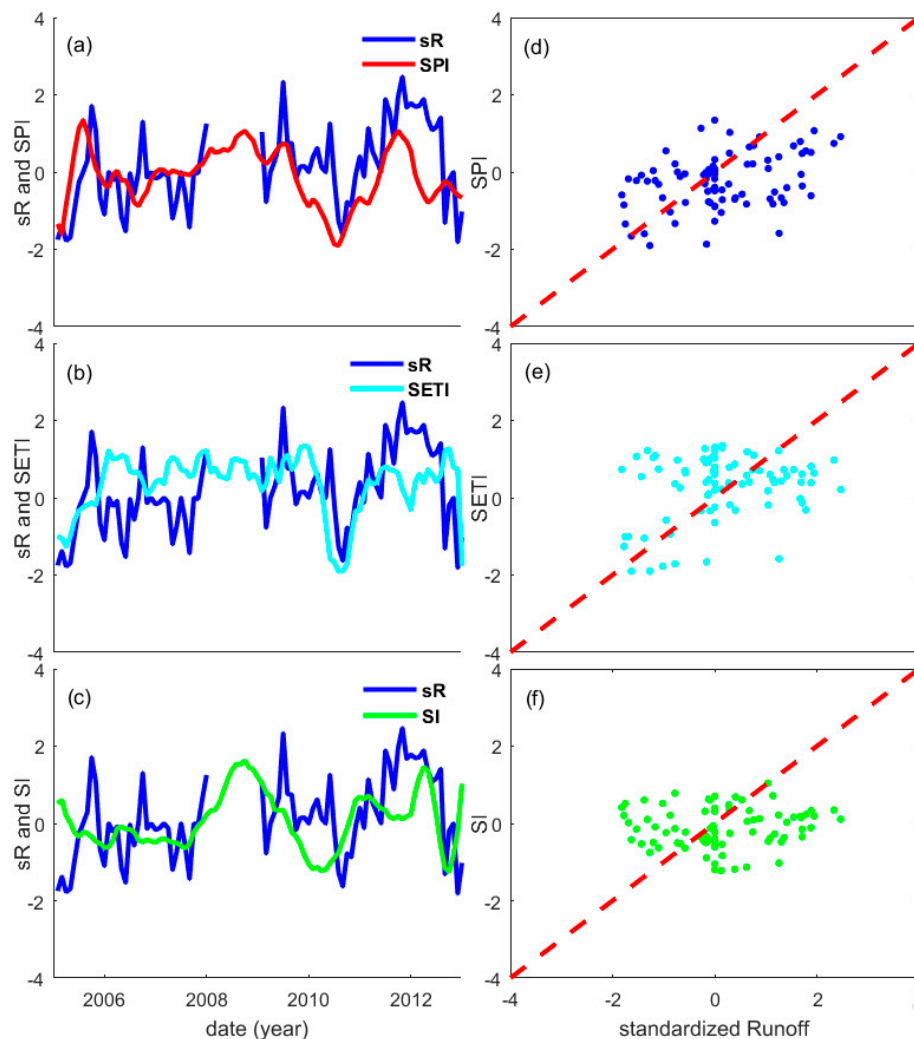 4
(a)
sR
SPI
2
0
-2
-4
sR and SPI
(d)
4
2
0
-2
-4
SPI
4
(b)
sR
SETI
2
0
-2
-4
sR and SETI
(e)
4
2
0
-2
-4
SETI
4
(c)
sR
SI
2
0
-2
-4
sR and SI
2006 2008 2010 2012
date (year)
(f)
4
2
0
-2
-4
SI
-4 -2 0 2
standardized Runoff